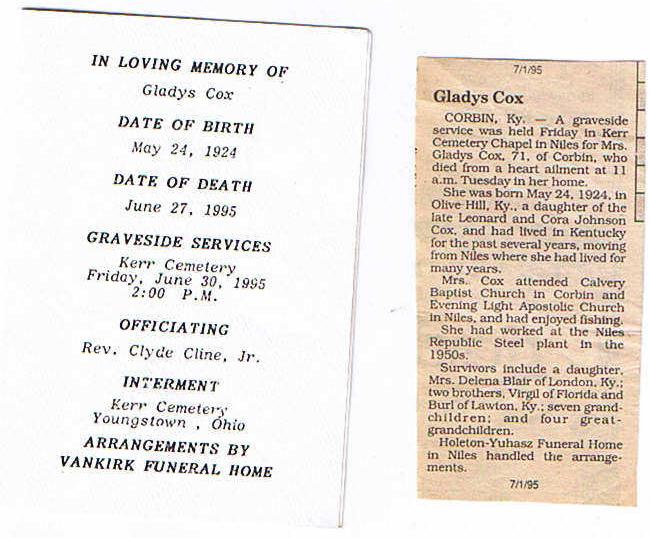 IN LOVING MEMORY OF
Gladys Cox
DATE OF BIRTH
May 24, 1924
DATE OF DEATH
June 27, 1995
GRAVESIDE SERVICES
Kerr Cemetery
Friday, June 30, 1995
2:00 P.M.
OFFICIATING
Rev. Clyde Cline, Jr.
INTERMENT
Kerr Cemetery
Youngstown , Ohio
ARRANGEMENTS BY
VANKIRK FUNERAL HOME
7/1/95
Gladys Cox
CORBIN, Ky. — A graveside
service was held Friday in Kerr
Cemetery Chapel in Niles for Mrs.
Gladys Cox, 71, of Corbin, who
died from a heart ailment at 11
a.m. Tuesday in her home.
She was born May 24, 1924, in
Olive Hill, Ky., a daughter of the
late Leonard and Cora Johnson
Cox, and had lived in Kentucky
for the past several years, moving
from Niles where she had lived for
many years.
Mrs. Cox attended Calvery
Baptist Church in Corbin and
Evening Light Apostolic Church
in Niles, and had enjoyed fishing.
She had worked at the Niles
Republic Steel plant in the
1950s.
Survivors include a daughter,
Mrs. Delena Blair of London, Ky.;
two brothers, Virgil of Florida and
Burl of Lawton, Ky.; seven grand-
children; and four great-
grandchildren.
Holeton-Yuhasz Funeral Home
in Niles handled the arrange-
ments.
7/1/95